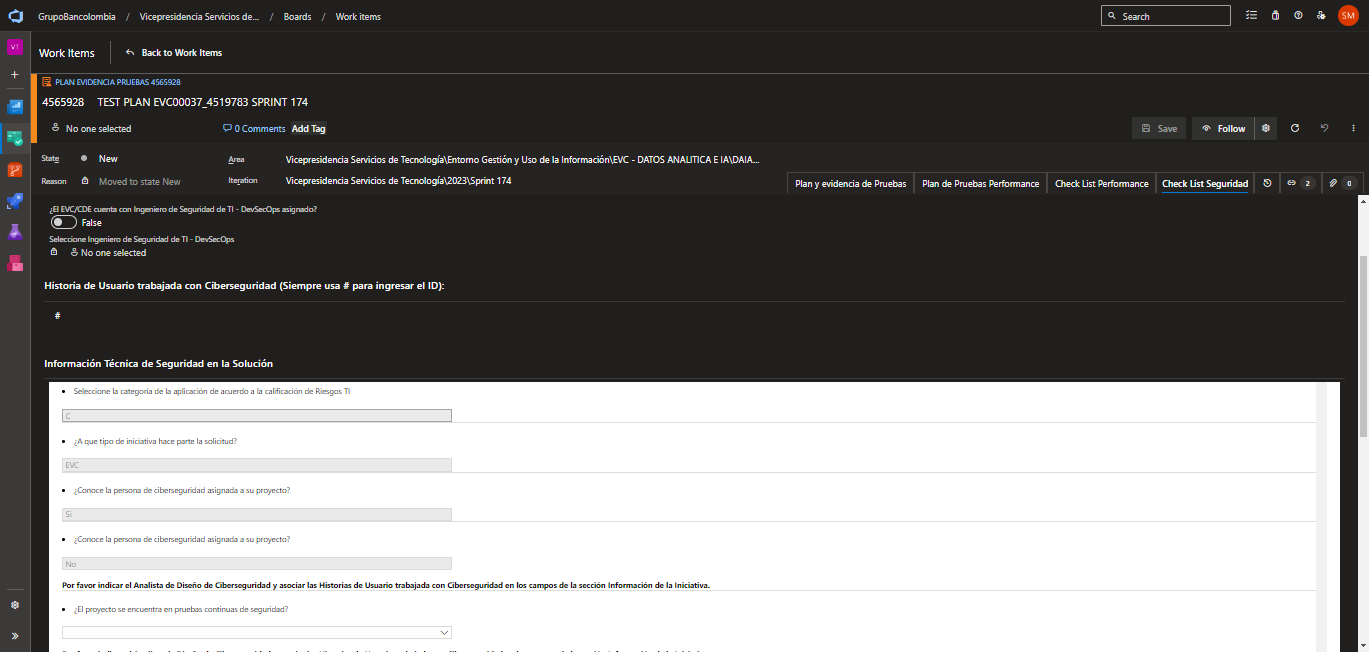 GrupoBancolombia / Vicepresidencia Servicios de... / Boards / Work items
Search
SM
VT
Work Items
Back to Work Items
PLAN EVIDENCIA PRUEBAS 4565928
4565928 TEST PLAN EVC00037_4519783 SPRINT 174
No one selected
0 Comments
Add Tag
Save
Follow
State
New
Area
Vicepresidencia Servicios de Tecnología\Entorno Gestión y Uso de la Información\EVC - DATOS ANALITICA E IA\DAIA...
Reason
Moved to state New
Iteration
Vicepresidencia Servicios de Tecnología\2023\Sprint 174
Plan y evidencia de Pruebas
Plan de Pruebas Performance
Check List Performance
Check List Seguridad
2
0
¿El EVC/CDE cuenta con Ingeniero de Seguridad de TI - DevSecOps asignado?
False
Seleccione Ingeniero de Seguridad de TI - DevSecOps
No one selected
Historia de Usuario trabajada con Ciberseguridad (Siempre usa # para ingresar el ID):
#
Información Técnica de Seguridad en la Solución
• Seleccione la categoría de la aplicación de acuerdo a la calificación de Riesgos TI
C
• ¿A que tipo de iniciativa hace parte la solicitud?
EVC
• ¿Conoce la persona de ciberseguridad asignada a su proyecto?
Si
• ¿Conoce la persona de ciberseguridad asignada a su proyecto?
No
Por favor indicar el Analista de Diseño de Ciberseguridad y asociar las Historias de Usuario trabajada con Ciberseguridad en los campos de la sección Información de la Iniciativa.
• ¿El proyecto se encuentra en pruebas continuas de seguridad?